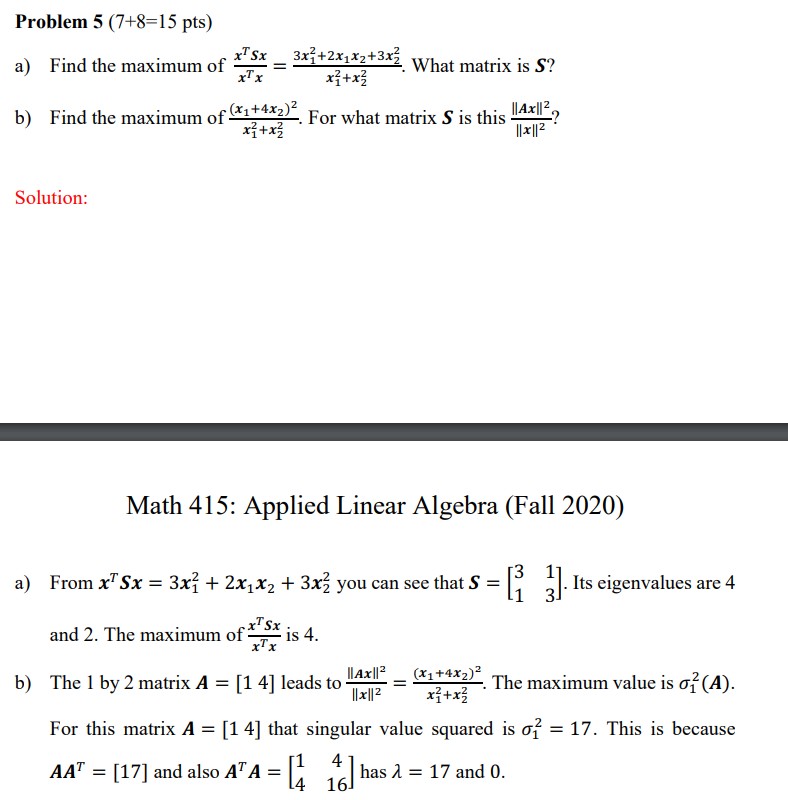 Problem 5 (7+8=15 pts)
a) Find the maximum of \frac{x^T Sx}{x^T x} = \frac{3x_1^2+2x_1x_2+3x_2^2}{x_1^2+x_2^2}. What matrix is S?
b) Find the maximum of \frac{(x_1+4x_2)^2}{x_1^2+x_2^2}. For what matrix S is this \frac{||Ax||^2}{||x||^2}?
Solution:
Math 415: Applied Linear Algebra (Fall 2020)
a) From x^T Sx = 3x_1^2 + 2x_1x_2 + 3x_2^2 you can see that S = \begin{bmatrix} 3 & 1 \\ 1 & 3 \end{bmatrix}. Its eigenvalues are 4
and 2. The maximum of \frac{x^T Sx}{x^T x} is 4.
b) The 1 by 2 matrix A = [1 4] leads to \frac{||Ax||^2}{||x||^2} = \frac{(x_1+4x_2)^2}{x_1^2+x_2^2}. The maximum value is σ_1^2(A).
For this matrix A = [1 4] that singular value squared is σ_1^2 = 17. This is because
AA^T = [17] and also A^T A = \begin{bmatrix} 1 & 4 \\ 4 & 16 \end{bmatrix} has λ = 17 and 0.